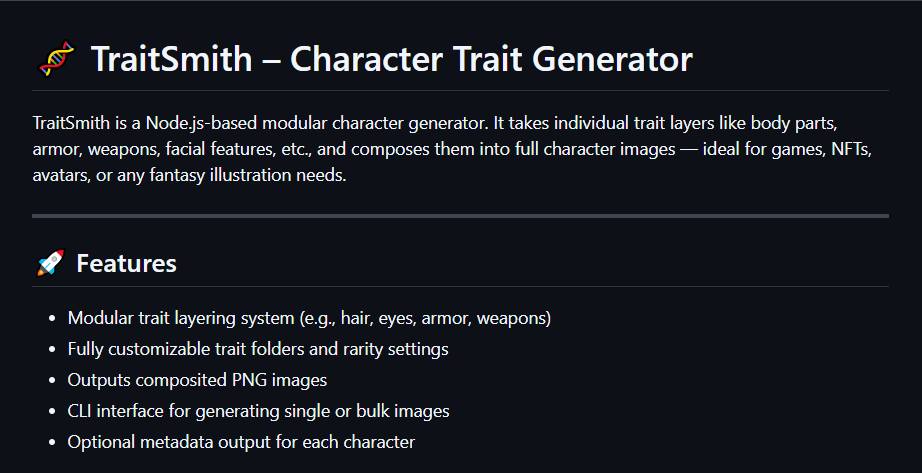 TraitSmith – Character Trait Generator
TraitSmith is a Node.js-based modular character generator. It takes individual trait layers like body parts,
armor, weapons, facial features, etc., and composes them into full character images — ideal for games, NFTs,
avatars, or any fantasy illustration needs.
Features
• Modular trait layering system (e.g., hair, eyes, armor, weapons)
• Fully customizable trait folders and rarity settings
• Outputs composited PNG images
• CLI interface for generating single or bulk images
• Optional metadata output for each character